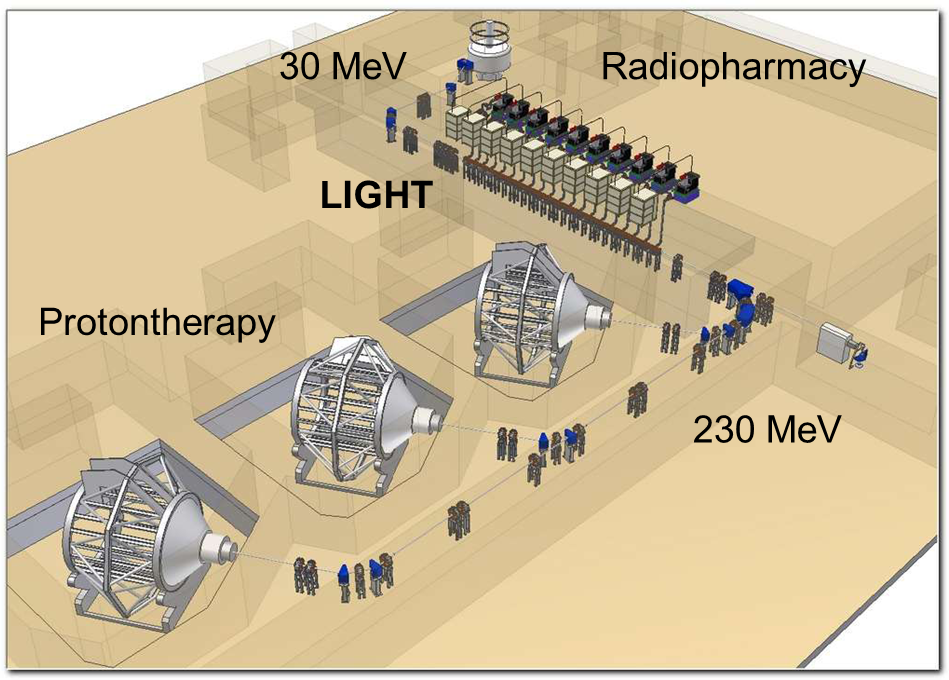 30 MeV
Radiopharmacy
LIGHT
Protontherapy
230 MeV